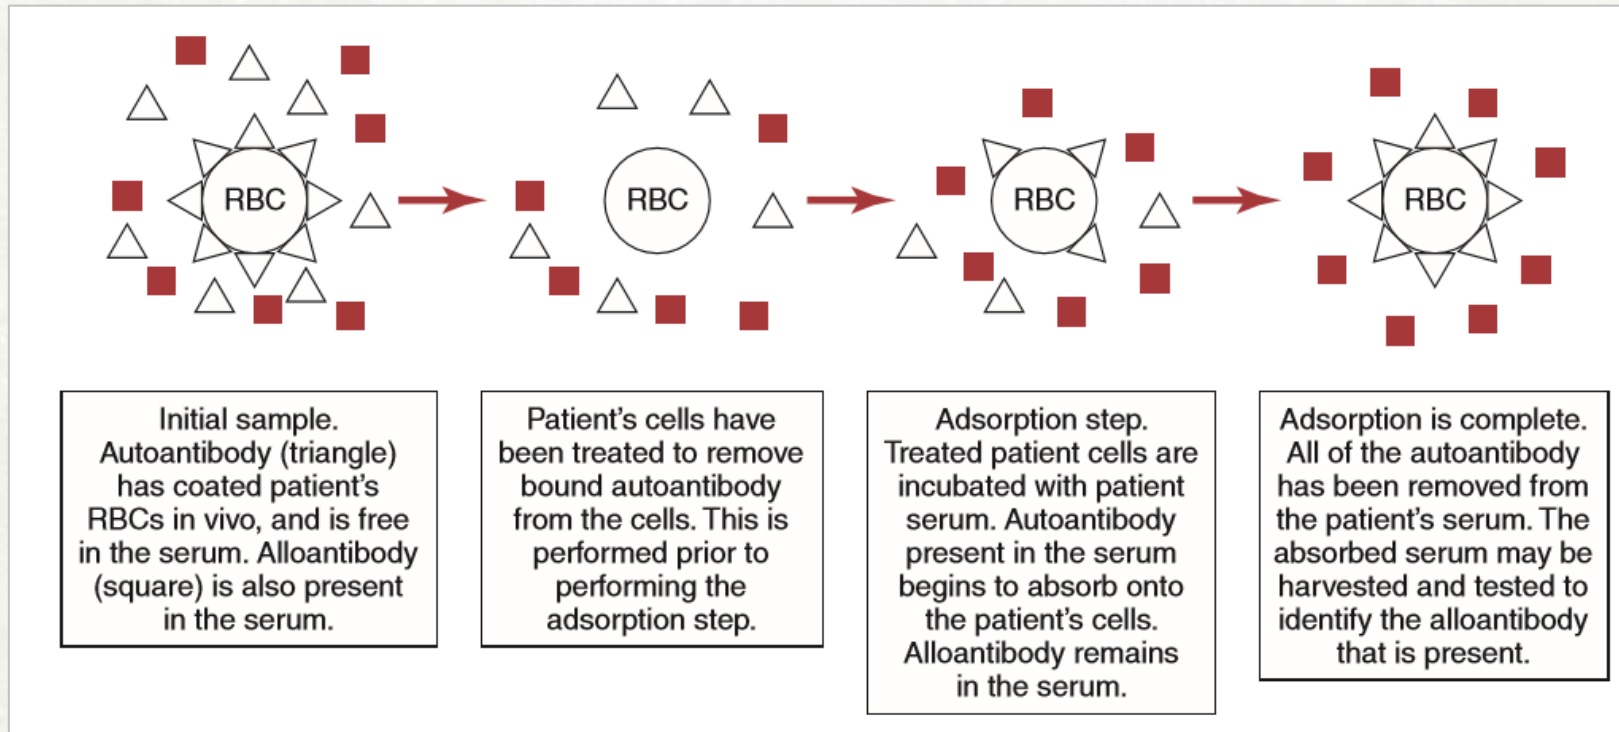 RBC
RBC
RBC
RBC
Initial sample.
Autoantibody (triangle)
has coated patient's
RBCs in vivo, and is free
in the serum. Alloantibody
(square) is also present
in the serum.
Patient's cells have
been treated to remove
bound autoantibody
from the cells. This is
performed prior to
performing the
adsorption step.
Adsorption step.
Treated patient cells are
incubated with patient
serum. Autoantibody
present in the serum
begins to absorb onto
the patient's cells.
Alloantibody remains
in the serum.
Adsorption is complete.
All of the autoantibody
has been removed from
the patient's serum. The
absorbed serum may be
harvested and tested to
identify the alloantibody
that is present.